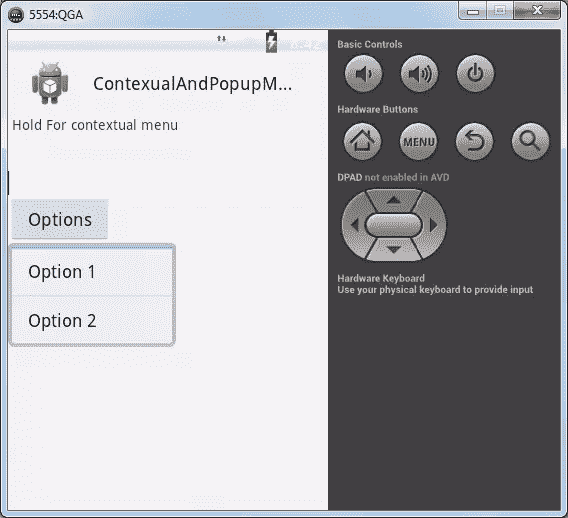 5554:QGA
ContexualAndPopupM...
Hold For contextual menu
Options
Option 1
Option 2
Basic Controls
Hardware Buttons
MENU
DPAD not enabled in AVD
Hardware Keyboard
Use your physical keyboard to provide input